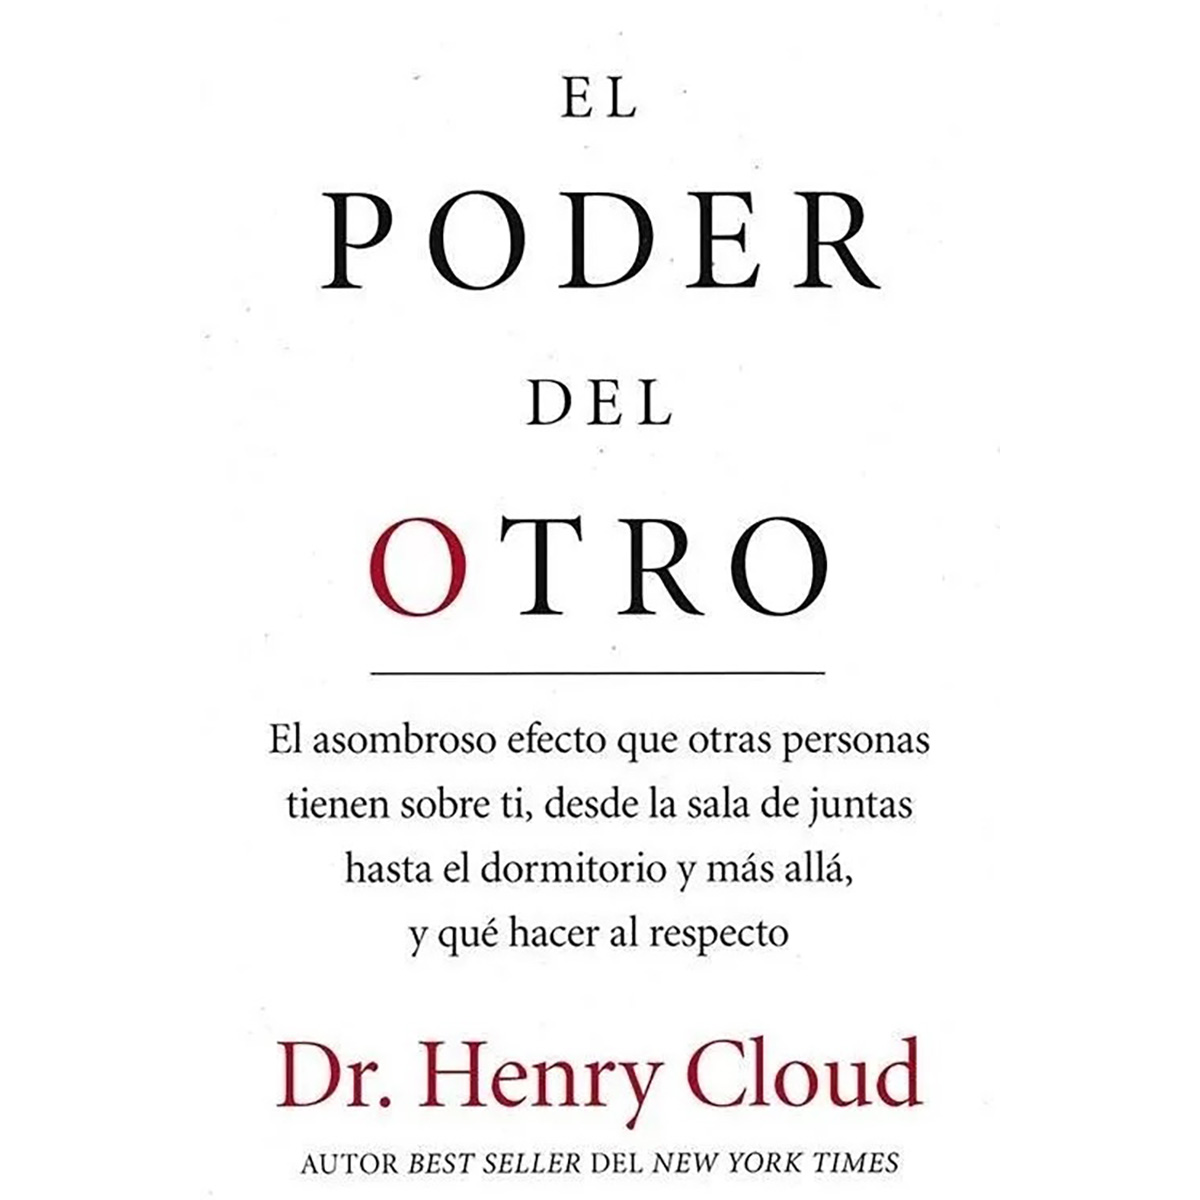 EL
PODER
DEL
OTRO
El asombroso efecto que otras personas
tienen sobre ti, desde la sala de juntas
hasta el dormitorio y más allá,
y qué hacer al respecto
Dr. Henry Cloud
AUTOR BEST SELLER DEL NEW YORK TIMES